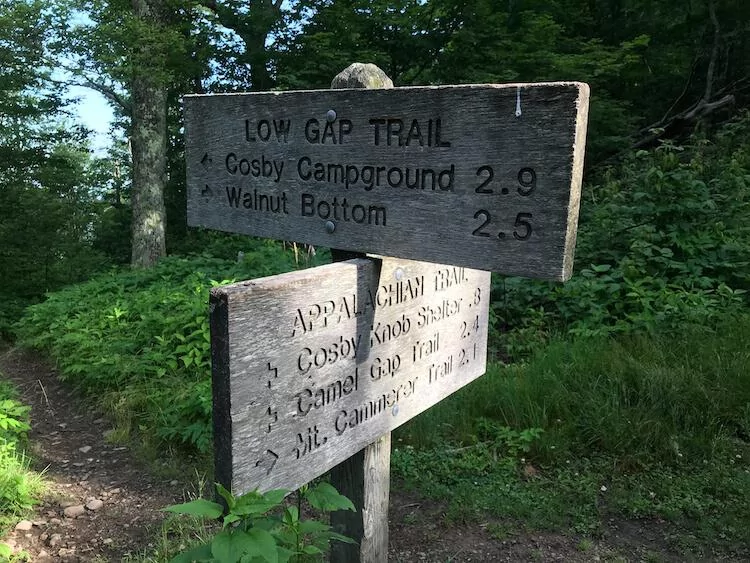 LOW GAP TRAIL
← Cosby Campground 2.9
→ Walnut Bottom 2.5
APPALACHIAN TRAIL
← Cosby Knob Shelter .8
← Camel Gap Trail 2.4
→ Mt. Cammerer Trail 2.1